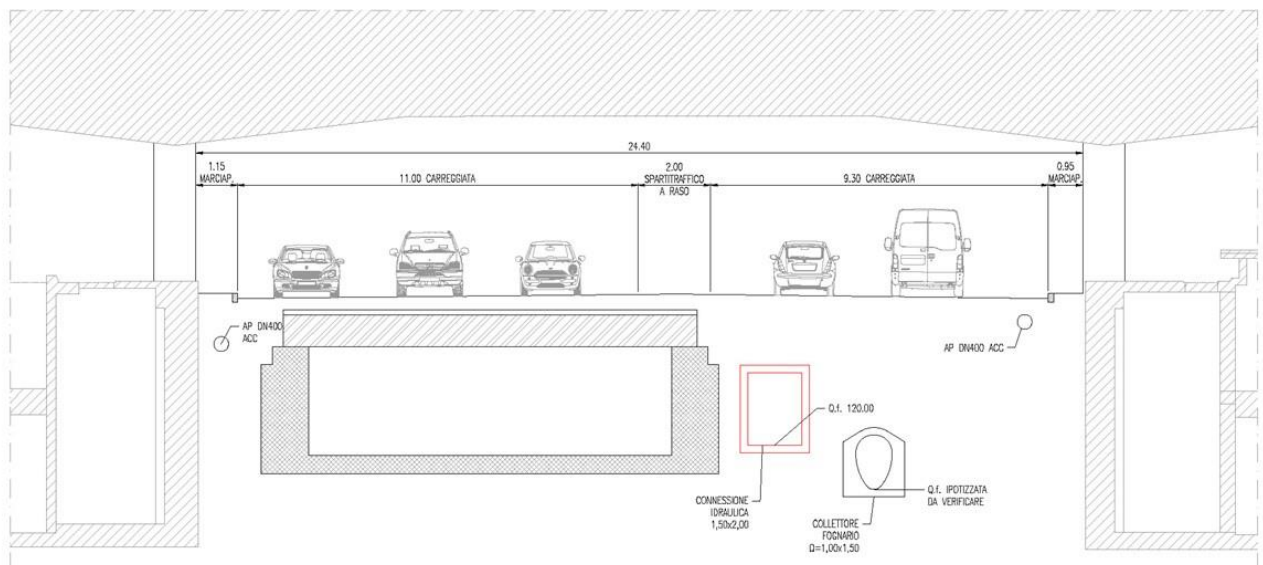 24.40
1.15
MARCIAP.
11.00 CARREGGIATA
2.00
SPARTITRAFFICO
A RASO
9.30 CARREGGIATA
0.95
MARCIAP.
AP DN400
ACC
AP DN400 ACC
Q.f. 120.00
CONNESSIONE
IDRAULICA
1,50x2,00
Q.f. IPOTIZZATA
DA VERIFICARE
COLLETTORE
FOGNARIO
Ω=1,00x1,50